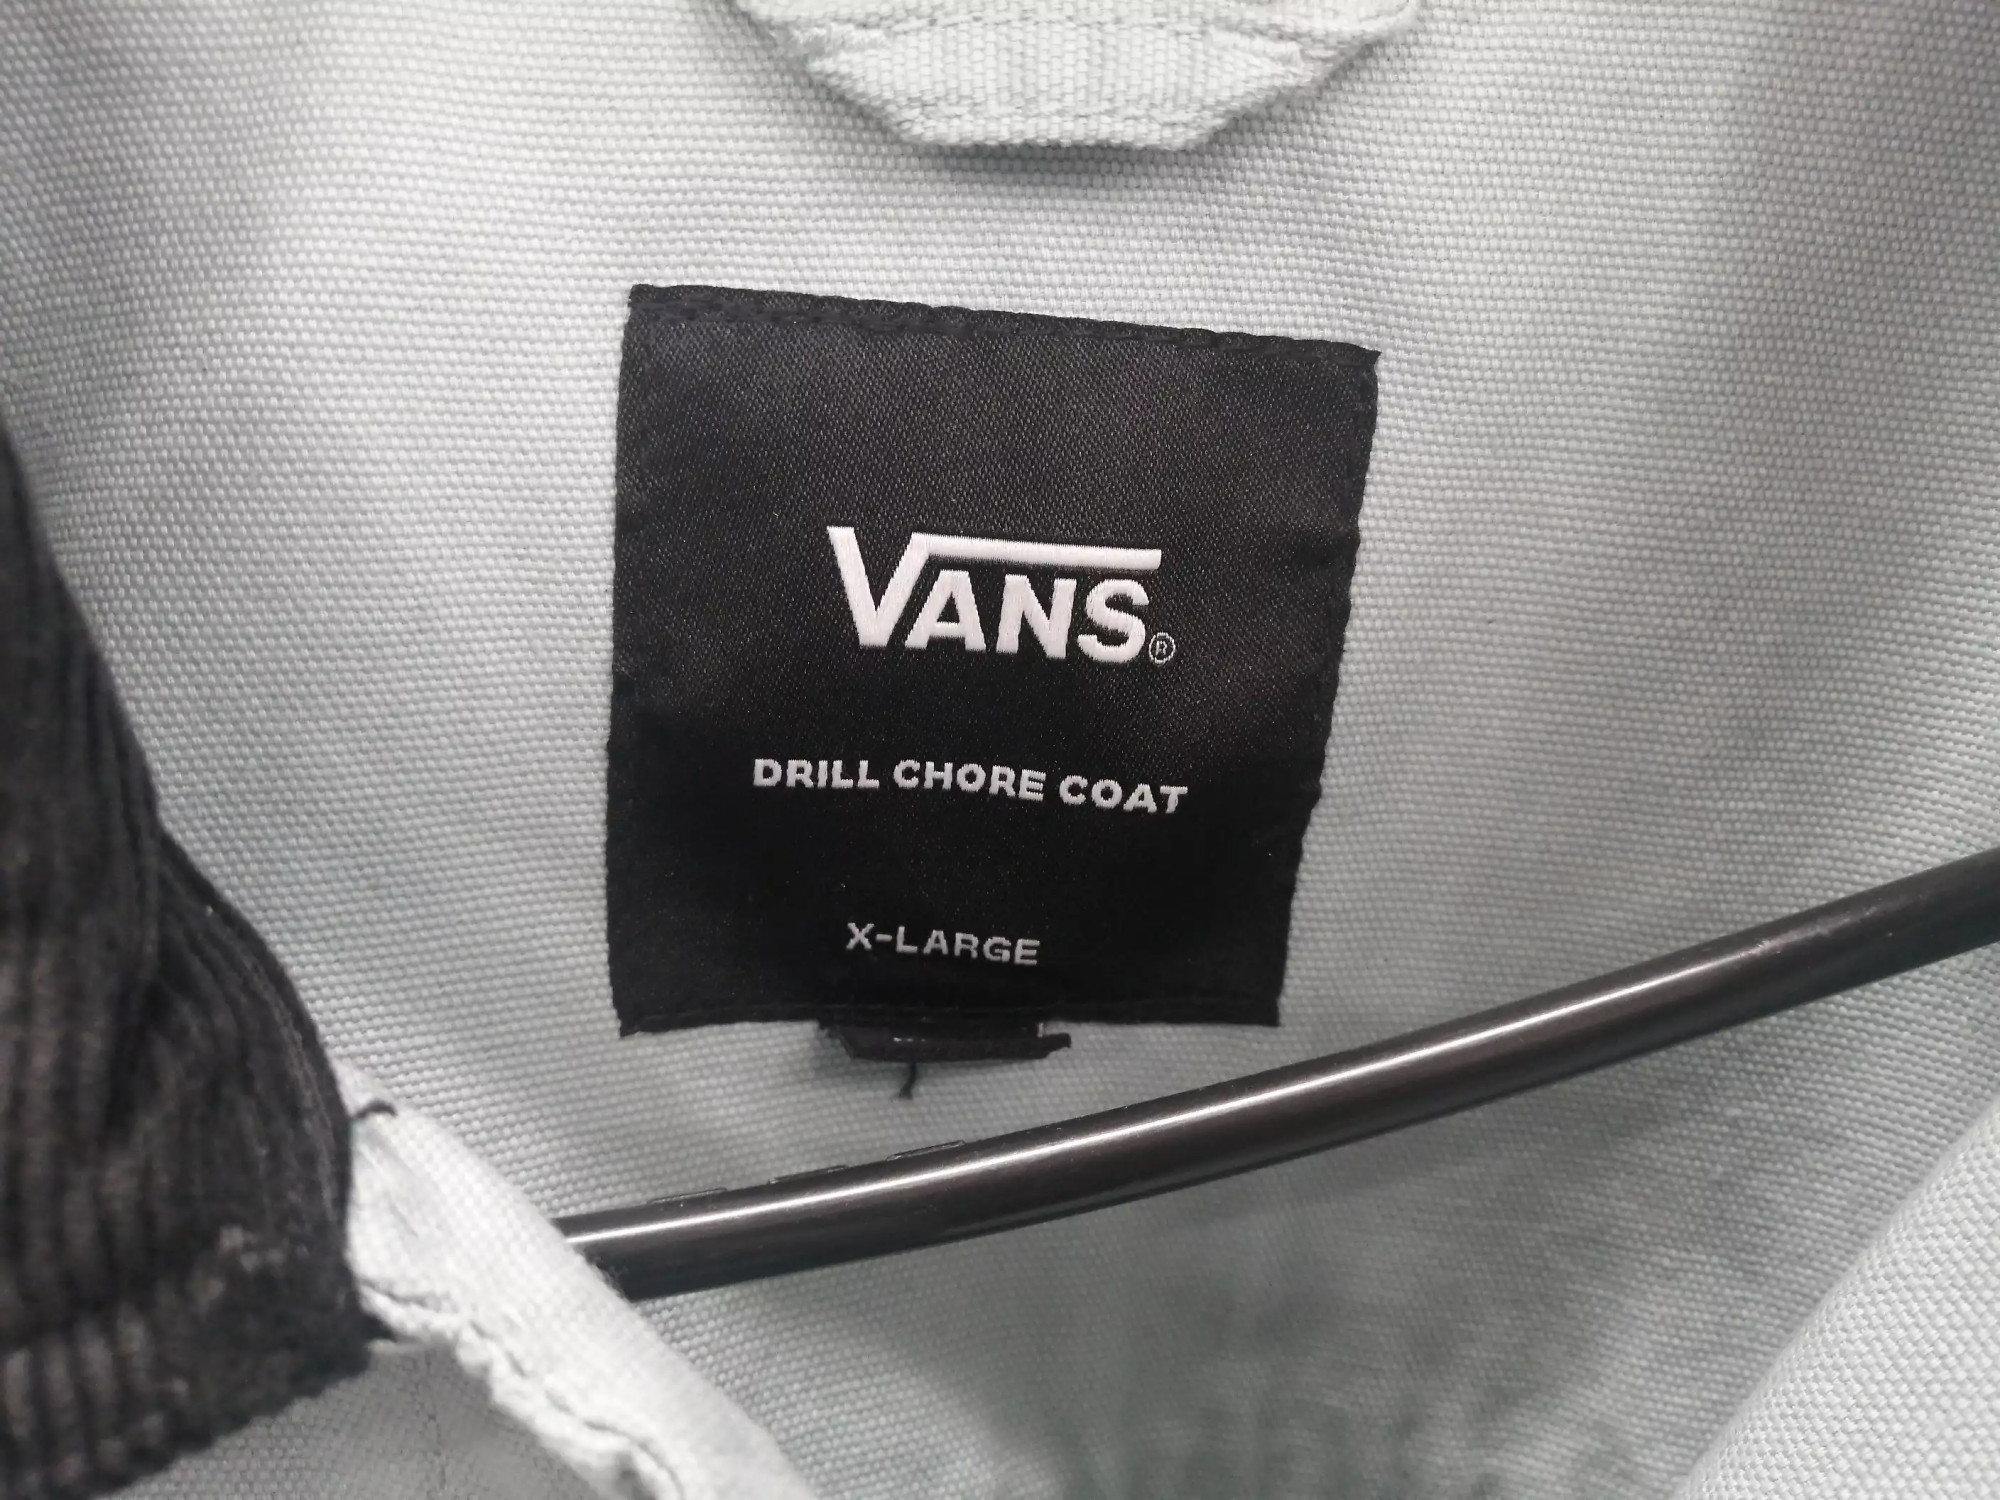 VANS®
DRILL CHORE COAT
X-LARGE